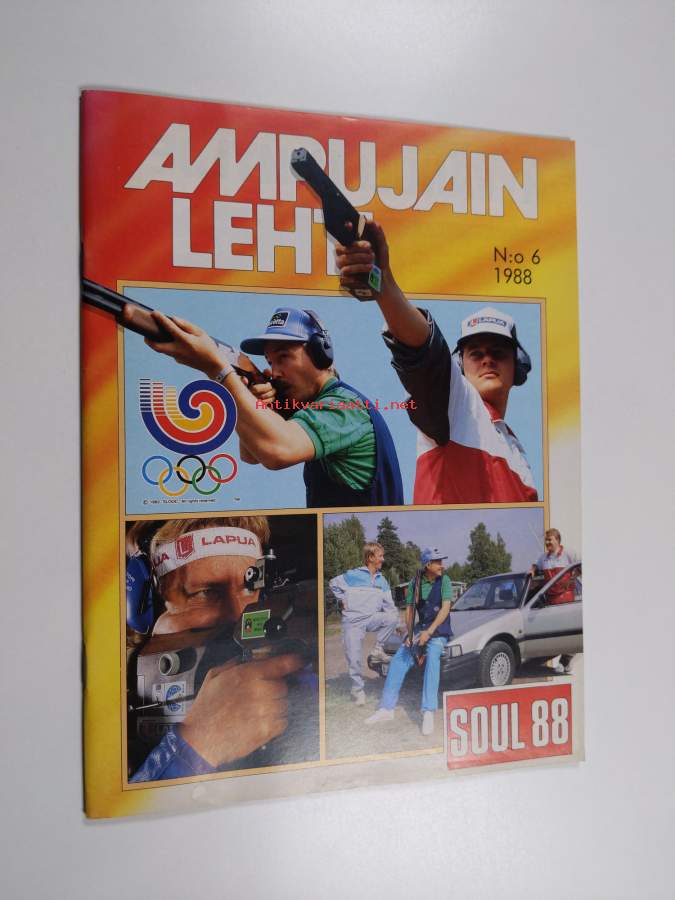 AMPUJAIN
LEHTI
N:o 6
1988
LAPUA
Antikvariaatti.net
LAPUA
SOUL 88